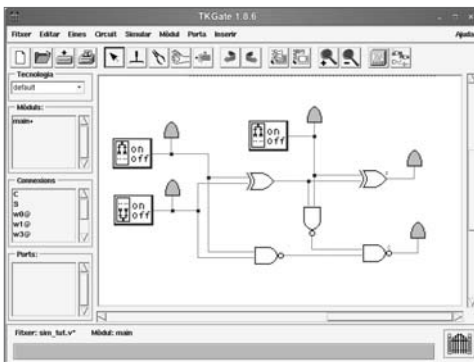 TKGate 1.8.6
Fitxer Editar Eines Circuit Simular Mòdul Porta Inserir Ajuda
Tecnologia
default
Mòduls:
main+
Connexions
C
S
w0@
w1@
w3@
Ports:
on
off
on
off
on
off
Fitxer: sim_tut.v* Mòdul: main